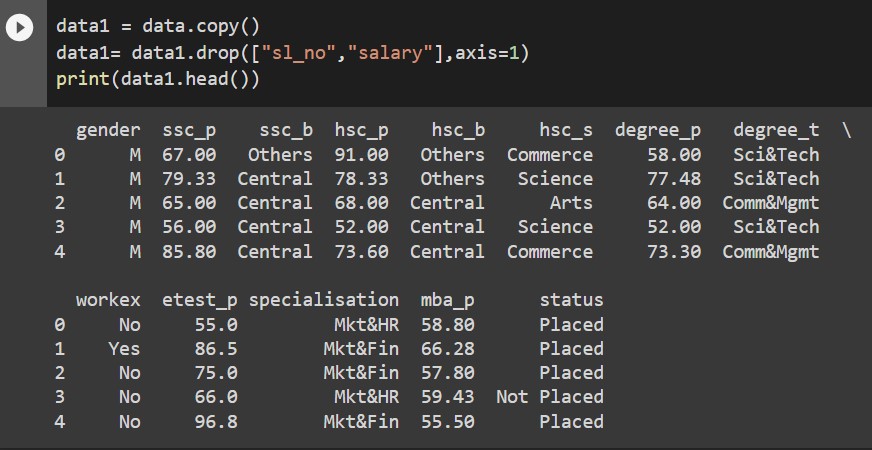 data1 = data.copy()
data1= data1.drop(["sl_no","salary"],axis=1)
print(data1.head())
gender ssc_p ssc_b hsc_p hsc_b hsc_s degree_p degree_t \
0 M 67.00 Others 91.00 Others Commerce 58.00 Sci&Tech
1 M 79.33 Central 78.33 Others Science 77.48 Sci&Tech
2 M 65.00 Central 68.00 Central Arts 64.00 Comm&Mgmt
3 M 56.00 Central 52.00 Central Science 52.00 Sci&Tech
4 M 85.80 Central 73.60 Central Commerce 73.30 Comm&Mgmt
workex etest_p specialisation mba_p status
0 No 55.0 Mkt&HR 58.80 Placed
1 Yes 86.5 Mkt&Fin 66.28 Placed
2 No 75.0 Mkt&Fin 57.80 Placed
3 No 66.0 Mkt&HR 59.43 Not Placed
4 No 96.8 Mkt&Fin 55.50 Placed